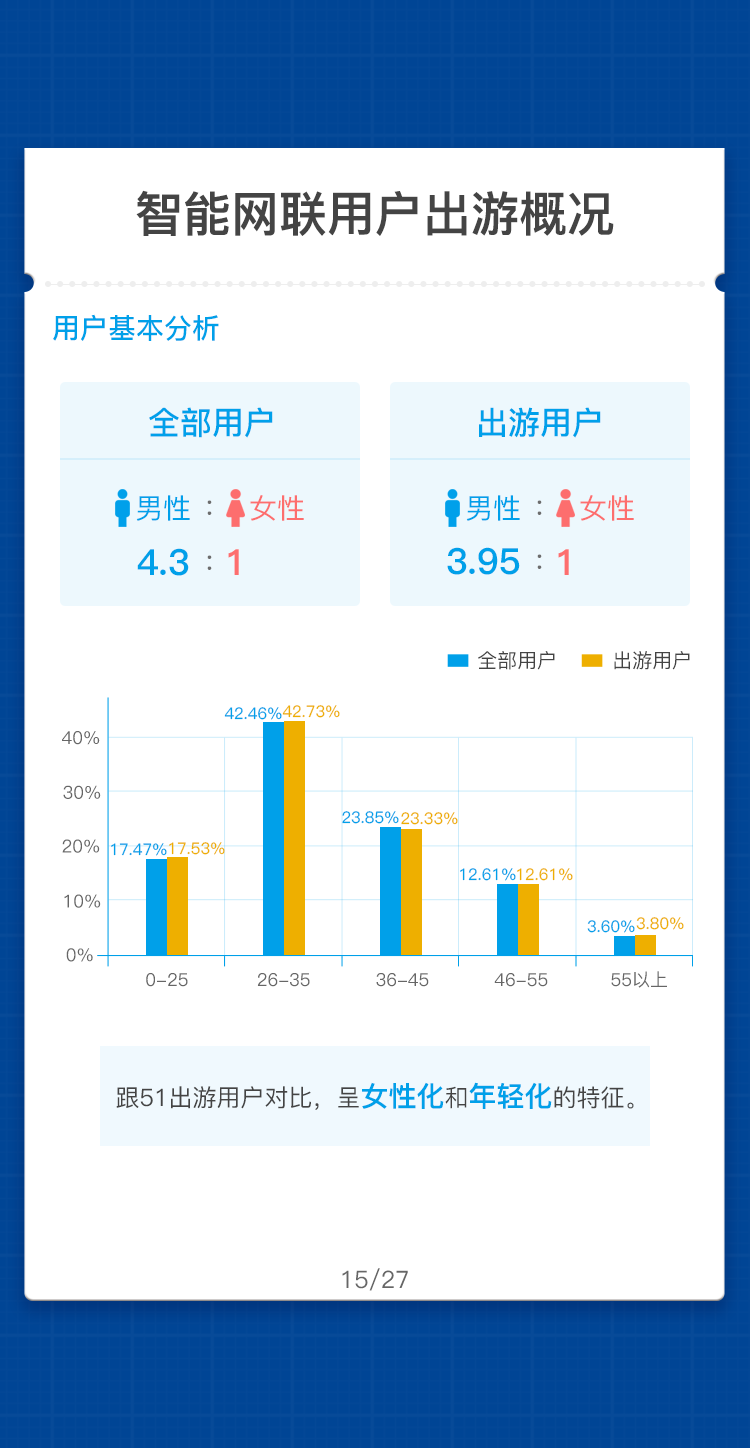 智能网联用户出游概况
用户基本分析
全部用户
男性 : 女性
4.3 : 1
出游用户
男性 : 女性
3.95 : 1
全部用户 出游用户
40%
30%
20%
10%
0%
17.47% 17.53%
42.46% 42.73%
23.85% 23.33%
12.61% 12.61%
3.60% 3.80%
0-25 26-35 36-45 46-55 55以上
跟51出游用户对比，呈女性化和年轻化的特征。
15/27